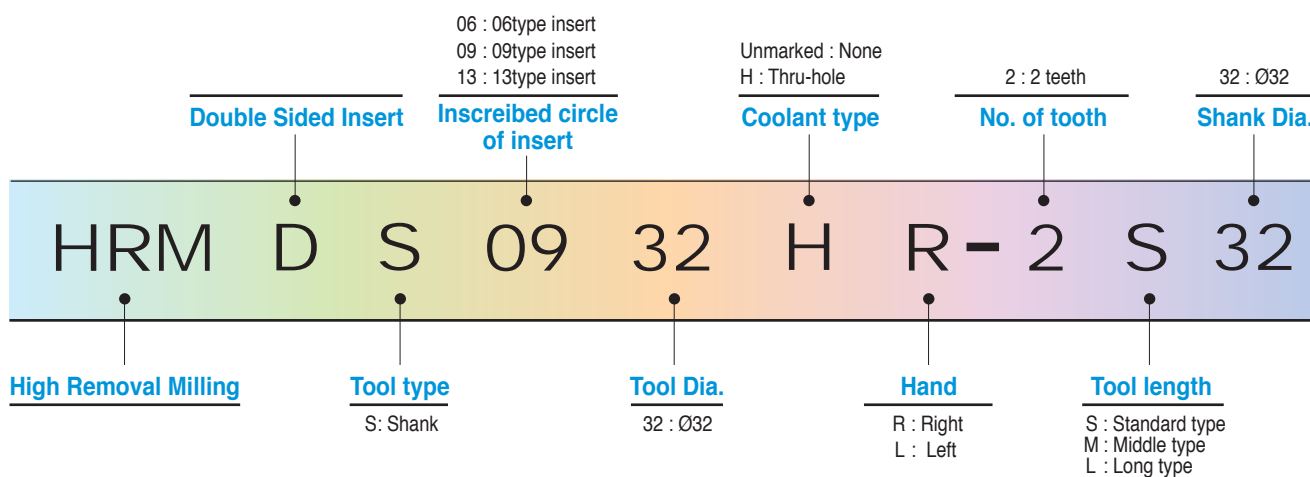 06 : 06type insert
09 : 09type insert
13 : 13type insert
Unmarked : None
H : Thru-hole
2 : 2 teeth
32 : Ø32
Double Sided Insert
Inscreibed circle
of insert
Coolant type
No. of tooth
Shank Dia.
HRM D S 09 32 H R-2 S 32
High Removal Milling
Tool type
S: Shank
Tool Dia.
32 : Ø32
Hand
R : Right
L : Left
Tool length
S : Standard type
M : Middle type
L : Long type